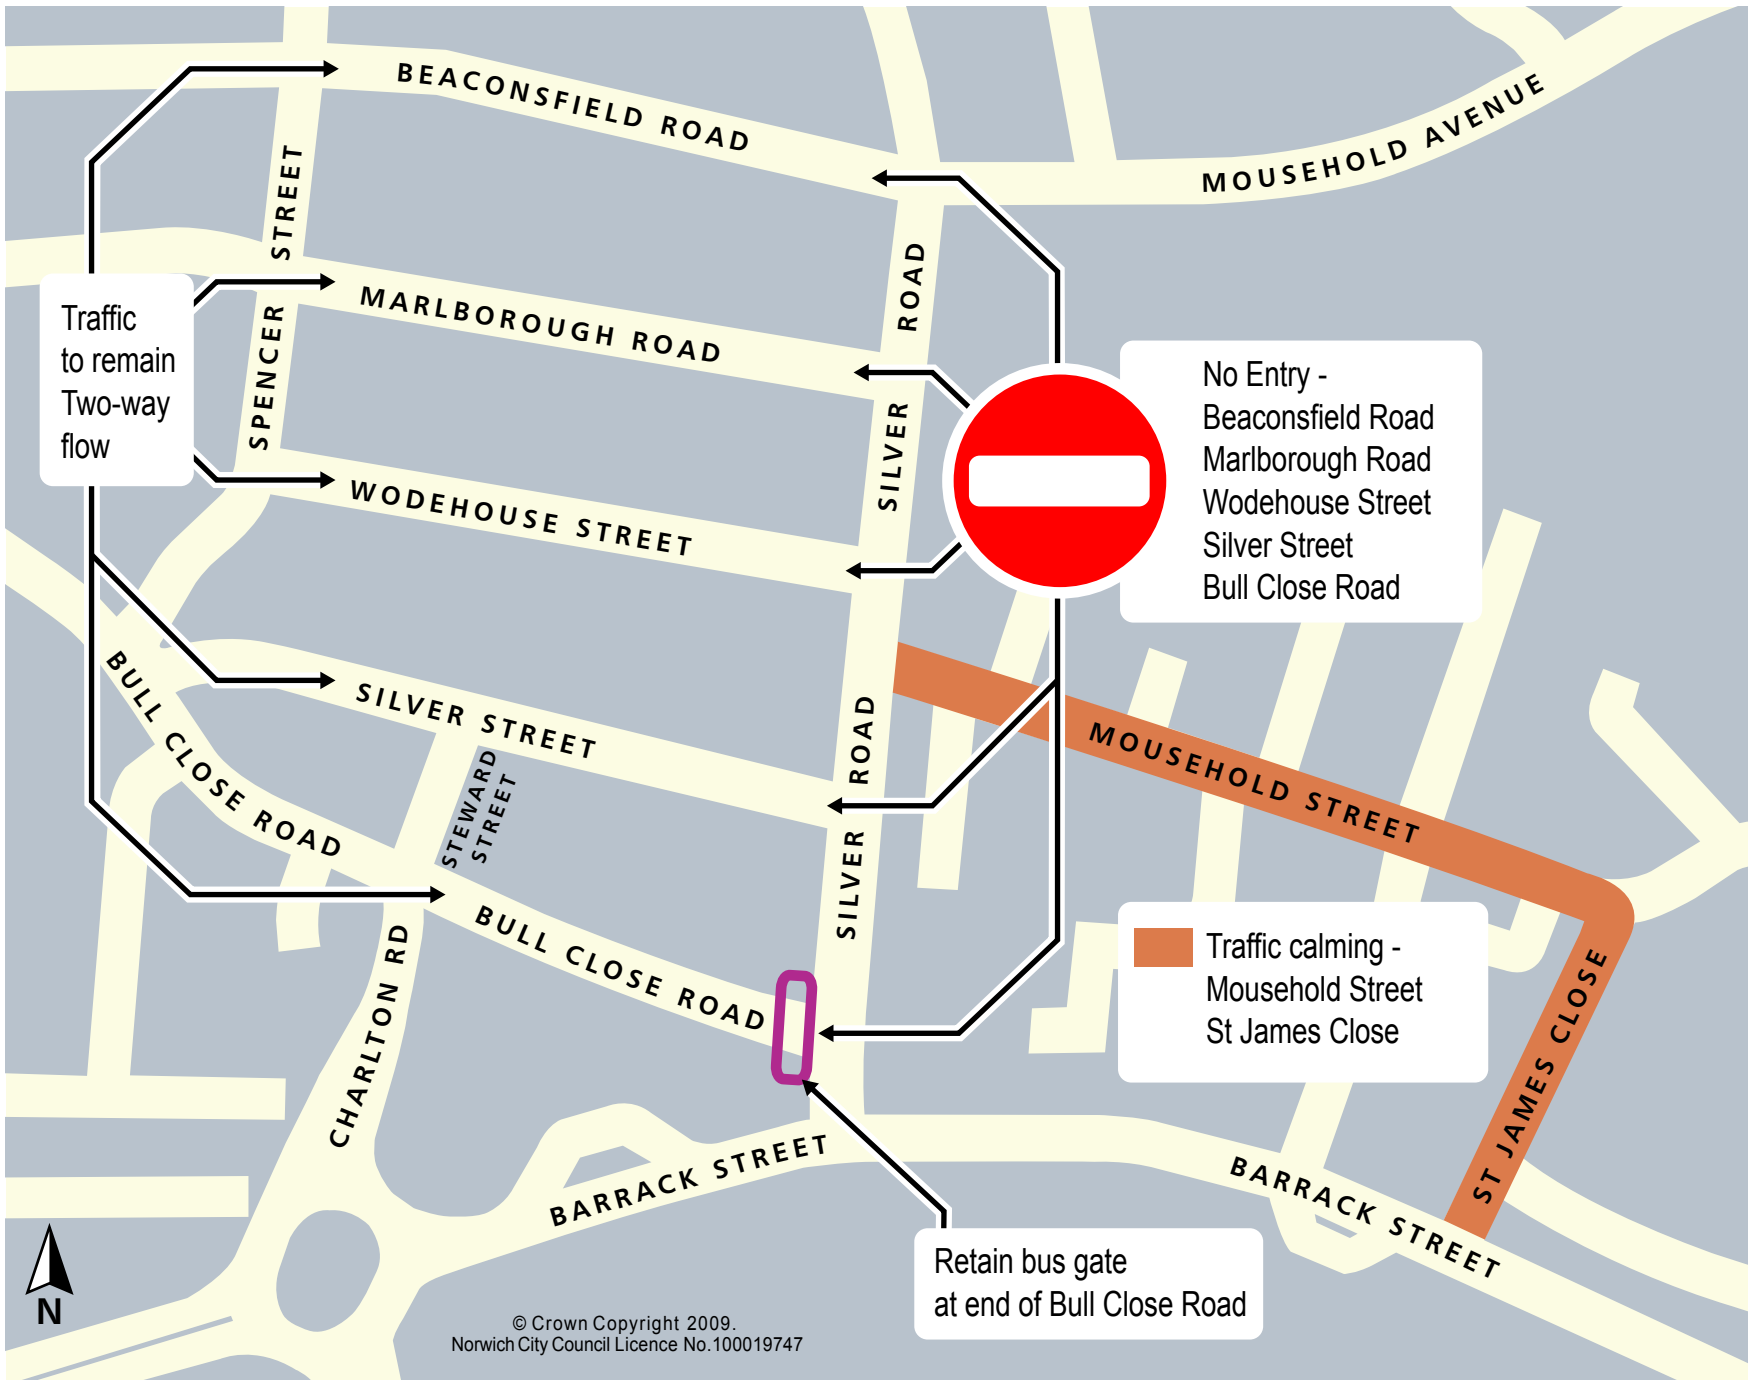 BEACONSFIELD ROAD
MOUSEHOLD AVENUE
SPENCER STREET
MARLBOROUGH ROAD
SILVER ROAD
Traffic
to remain
Two-way
flow
No Entry -
Beaconsfield Road
Marlborough Road
Wodehouse Street
Silver Street
Bull Close Road
WODEHOUSE STREET
BULL CLOSE ROAD
SILVER STREET
STEWARD
STREET
SILVER ROAD
MOUSEHOLD STREET
BULL CLOSE ROAD
CHARLTON RD
Traffic calming -
Mousehold Street
St James Close
ST JAMES CLOSE
BARRACK STREET
BARRACK STREET
Retain bus gate
at end of Bull Close Road
N
© Crown Copyright 2009.
Norwich City Council Licence No.100019747